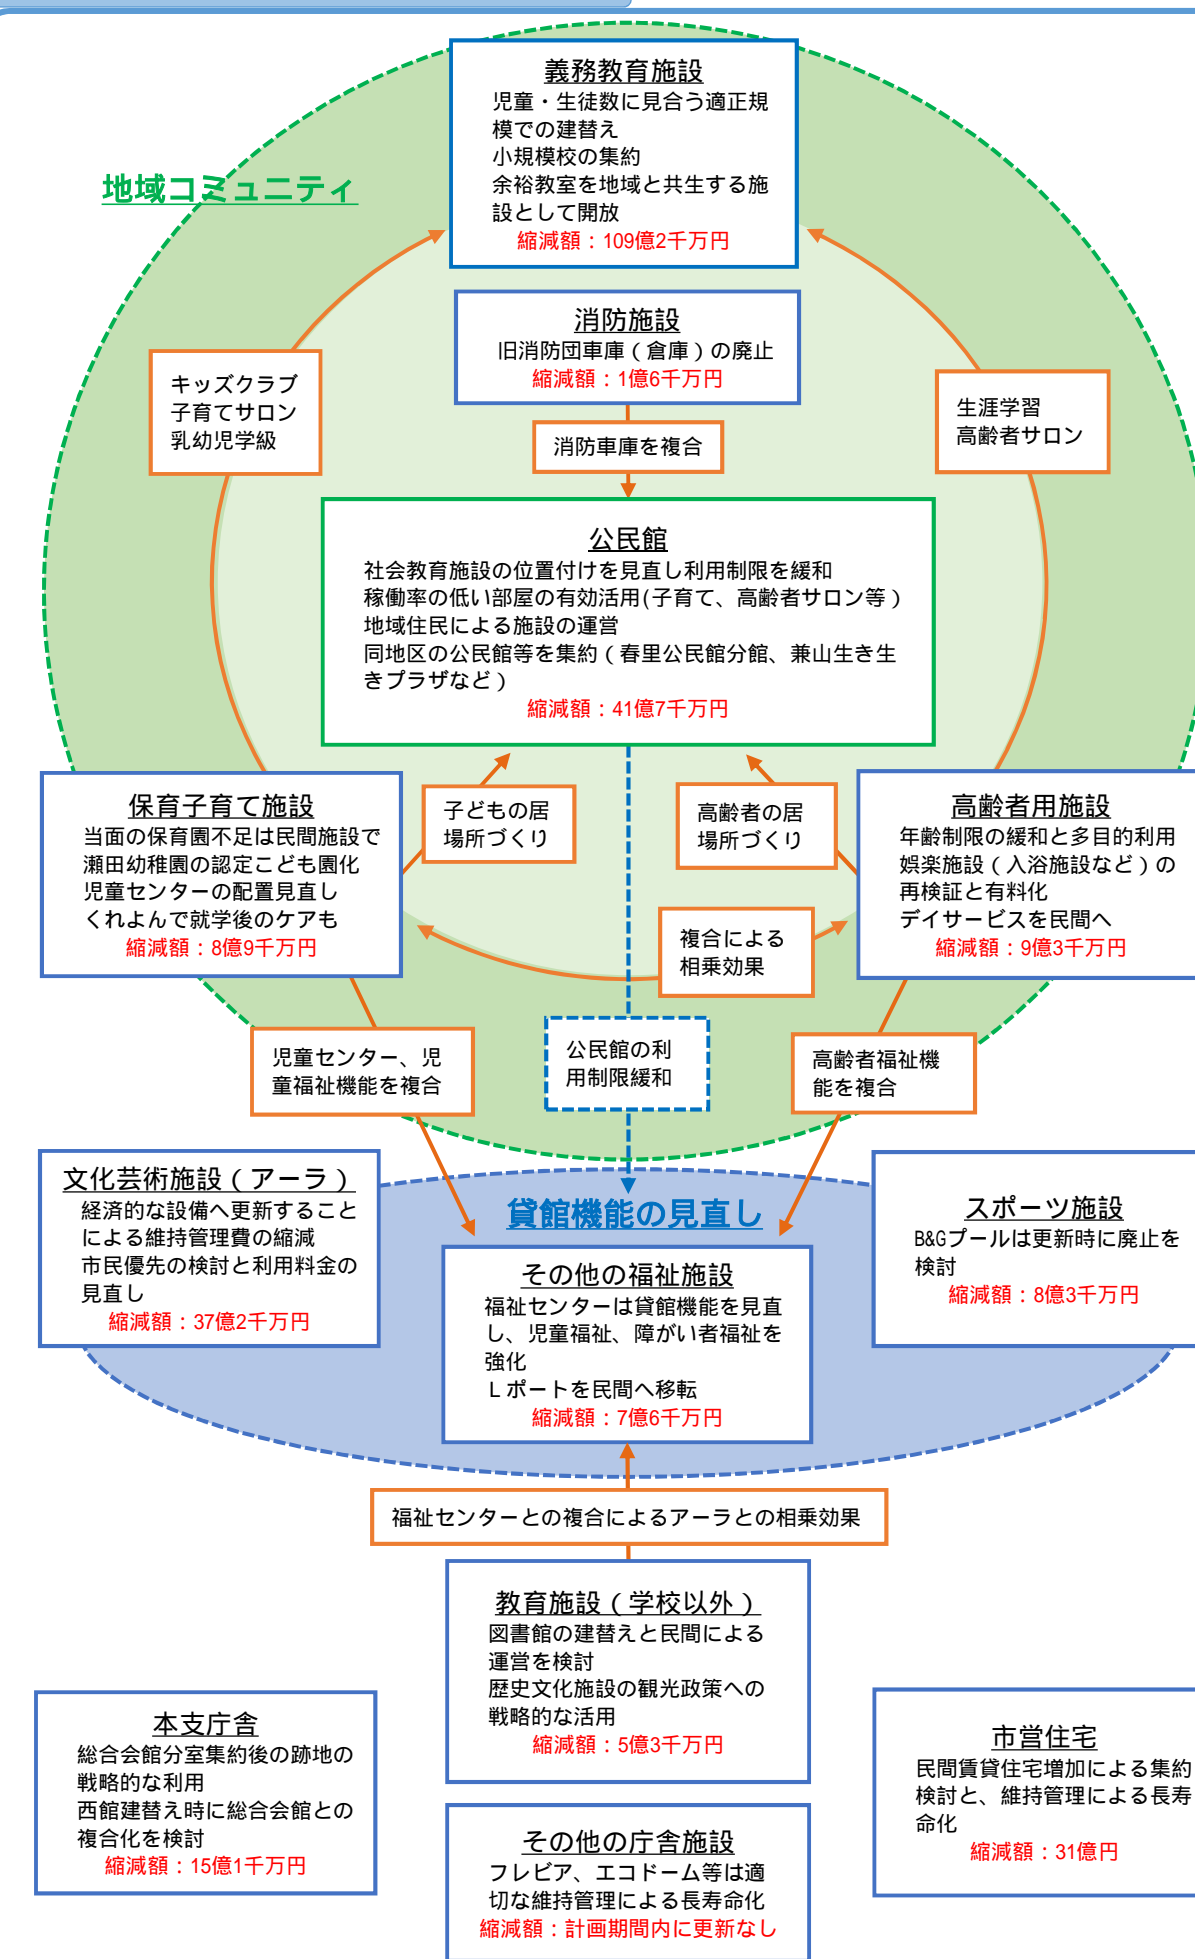 義務教育施設
児童・生徒数に見合う適正規
模での建替え
小規模校の集約
余裕教室を地域と共生する施
設として開放
縮減額：109億2千万円
地域コミュニティ
消防施設
旧消防団車庫（倉庫）の廃止
縮減額：1億6千万円
キッズクラブ
子育てサロン
乳幼児学級
生涯学習
高齢者サロン
消防車庫を複合
公民館
社会教育施設の位置付けを見直し利用制限を緩和
稼働率の低い部屋の有効活用(子育て、高齢者サロン等）
地域住民による施設の運営
同地区の公民館等を集約（春里公民館分館、兼山生き生
きプラザなど）
縮減額：41億7千万円
保育子育て施設
当面の保育園不足は民間施設で
瀬田幼稚園の認定こども園化
児童センターの配置見直し
くれよんで就学後のケアも
縮減額：8億9千万円
子どもの居
場所づくり
高齢者の居
場所づくり
高齢者用施設
年齢制限の緩和と多目的利用
娯楽施設（入浴施設など）の
再検証と有料化
デイサービスを民間へ
縮減額：9億3千万円
複合による
相乗効果
児童センター、児
童福祉機能を複合
公民館の利
用制限緩和
高齢者福祉機
能を複合
文化芸術施設（アーラ）
経済的な設備へ更新すること
による維持管理費の縮減
市民優先の検討と利用料金の
見直し
縮減額：37億2千万円
貸館機能の見直し
その他の福祉施設
福祉センターは貸館機能を見直
し、児童福祉、障がい者福祉を
強化
Ｌポートを民間へ移転
縮減額：7億6千万円
スポーツ施設
B&Gプールは更新時に廃止を
検討
縮減額：8億3千万円
福祉センターとの複合によるアーラとの相乗効果
教育施設（学校以外）
図書館の建替えと民間による
運営を検討
歴史文化施設の観光政策への
戦略的な活用
縮減額：5億3千万円
本支庁舎
総合会館分室集約後の跡地の
戦略的な利用
西館建替え時に総合会館との
複合化を検討
縮減額：15億1千万円
市営住宅
民間賃貸住宅増加による集約
検討と、維持管理による長寿
命化
縮減額：31億円
その他の庁舎施設
フレビア、エコドーム等は適
切な維持管理による長寿命化
縮減額：計画期間内に更新なし